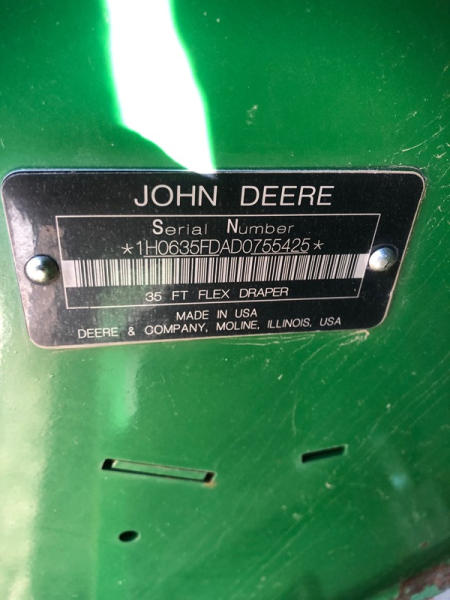 JOHN DEERE
Serial Number
*1H0635FDAD0755425*
35 FT FLEX DRAPER
MADE IN USA
DEERE & COMPANY, MOLINE, ILLINOIS, USA